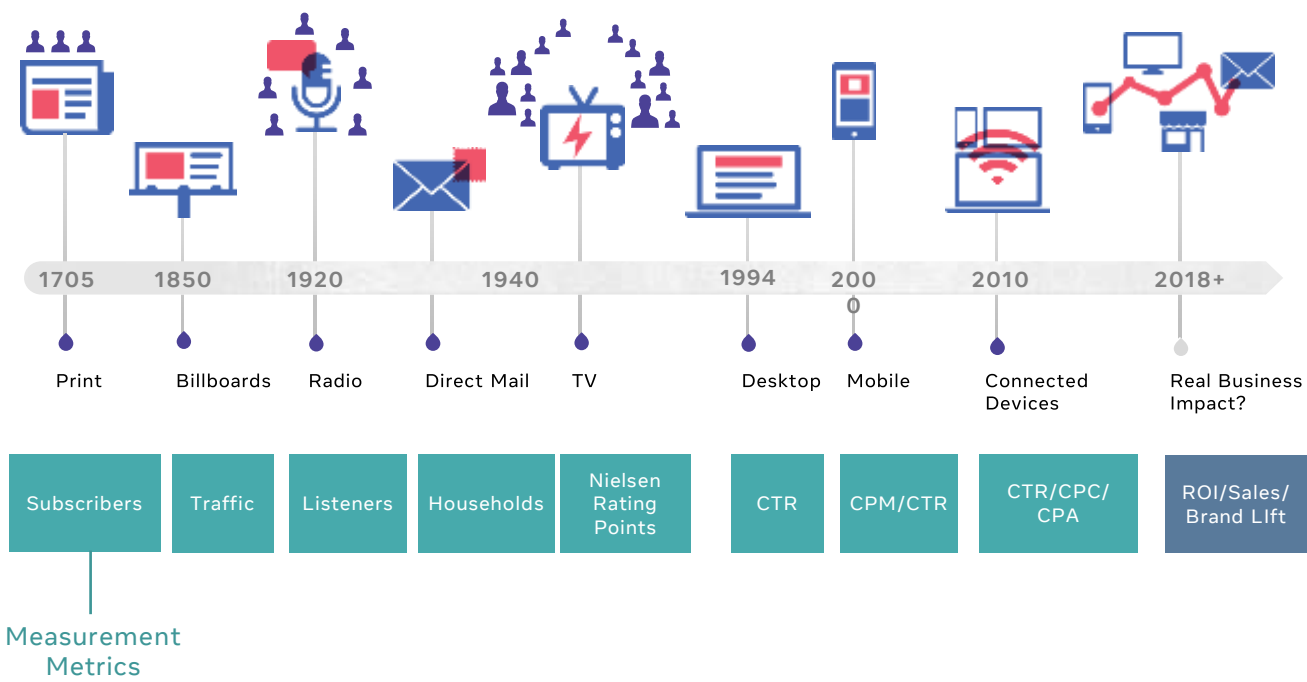 1705
1850
1920
1940
1994
200
0
2010
2018+
Print
Billboards
Radio
Direct Mail
TV
Desktop
Mobile
Connected
Devices
Real Business
Impact?
Subscribers
Traffic
Listeners
Households
Nielsen
Rating
Points
CTR
CPM/CTR
CTR/CPC/
CPA
ROI/Sales/
Brand LIft
Measurement
Metrics